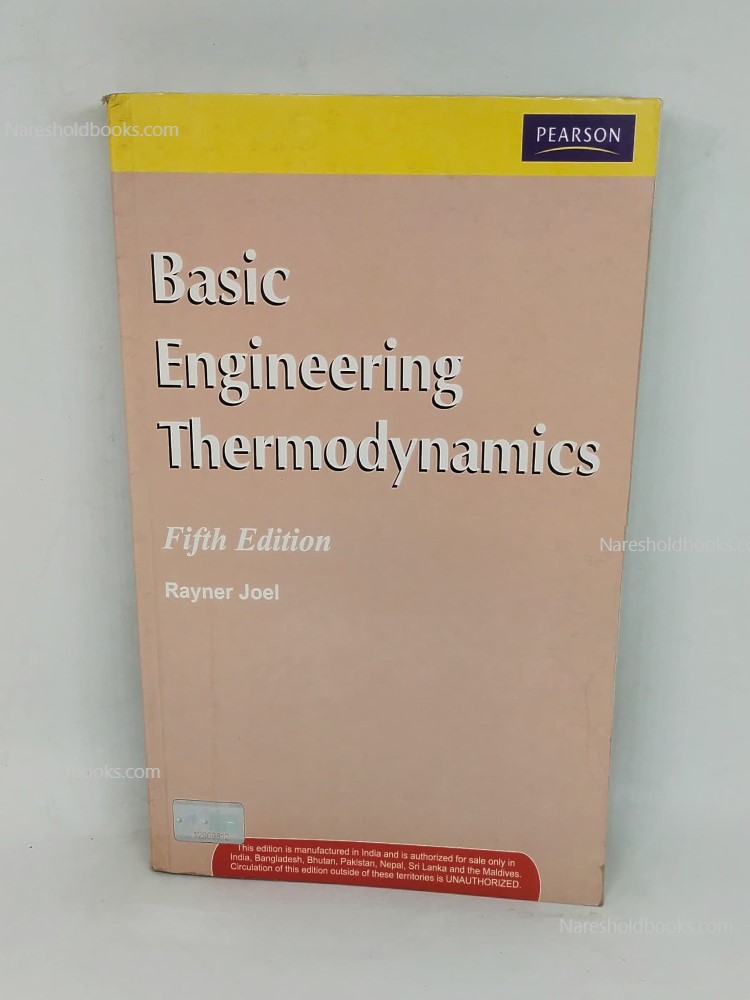 Naresholdbooks.com
PEARSON
Basic
Engineering
Thermodynamics
Fifth Edition
Naresholdbooks.co
Rayner Joel
books.com
This edition is manufactured in India and is authorized for sale only in
India, Bangladesh, Bhutan, Pakistan, Nepal, Sri Lanka and the Maldives.
Circulation of this edition outside of these territories is UNAUTHORIZED.
Naresholdbooks.com